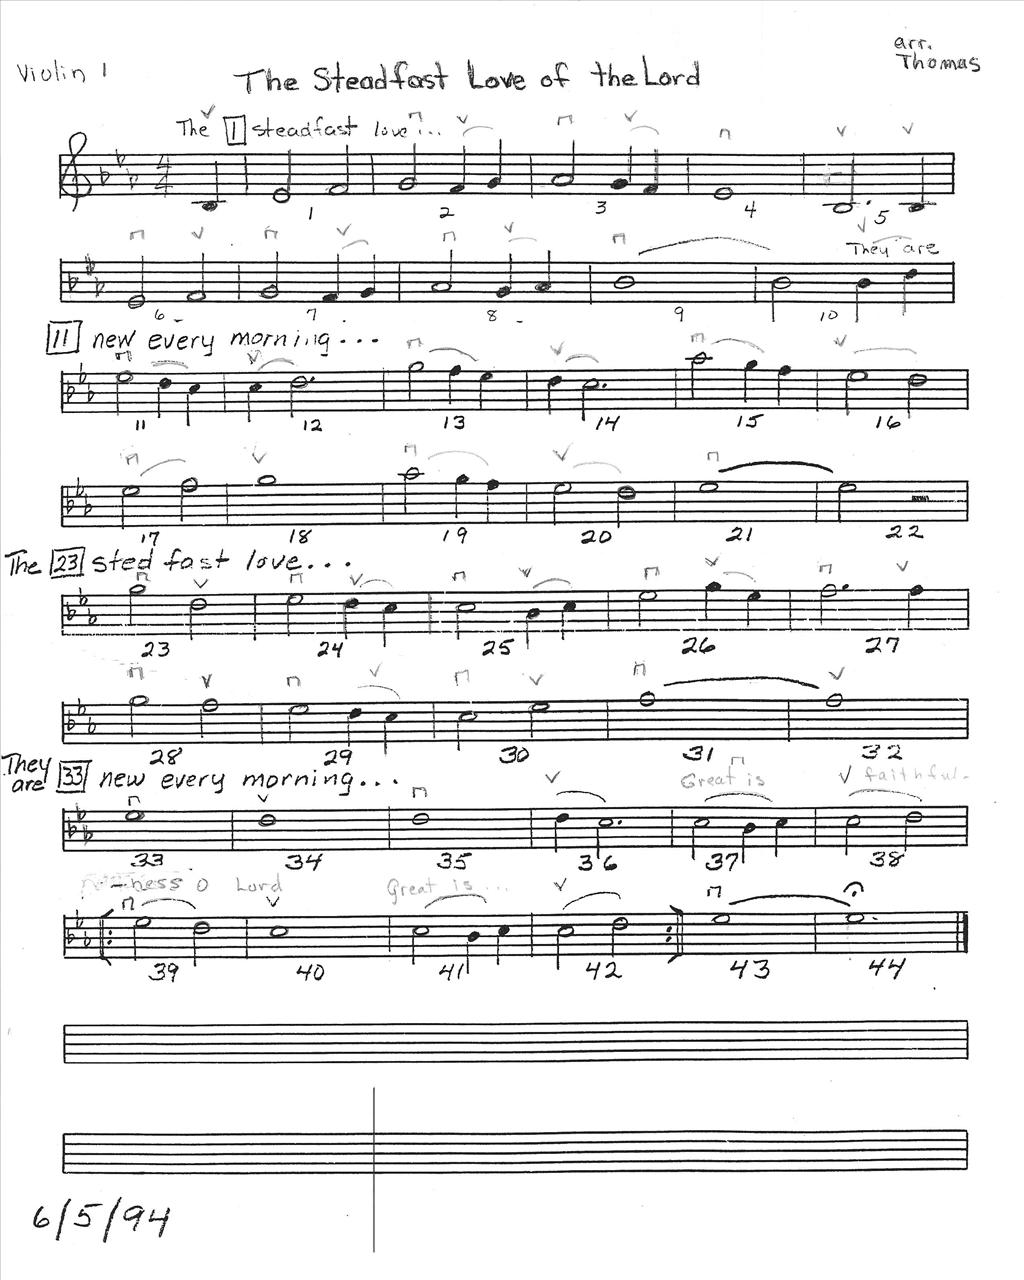 arr.
Violin 1 The Steadfast Love of the Lord Thomas
The 1 steadfast love...
4
4
1 2 3 4 5
They are
6 7 8 9 10
11 new every morning...
11 12 13 14 15 16
17 18 19 20 21 22
The 23 sted fast love...
23 24 25 26 27
28 29 30 31 32
They
are 33 new every morning...
Great is faithful-
33 34 35 36 37 38
-ness O Lord Great is...
39 40 41 42 43 44
6/5/94